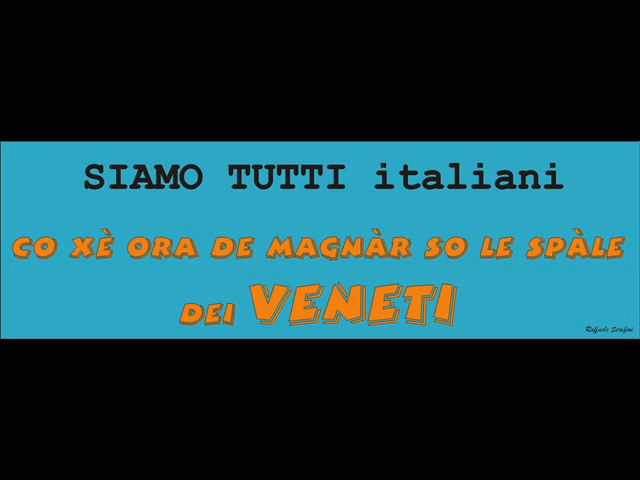 SIAMO TUTTI italiani
CO XÈ ORA DE MAGNÀR SO LE SPÀLE
DEI VENETI
Raffaele Serafini